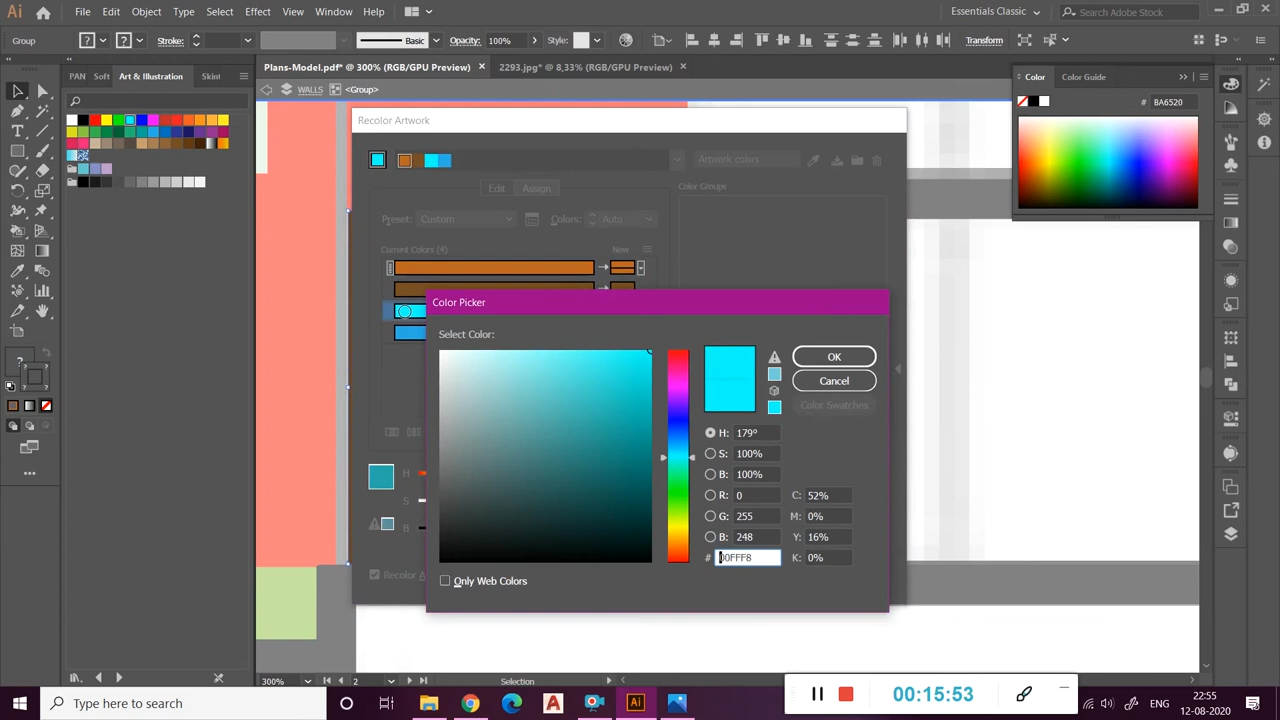 Ai File Edit Object Type Select Effect View Window Help Essentials Classic Search Adobe Stock
Group ? ? Stroke: Basic Opacity: 100% Style: Transform
Plans-Model.pdf* @ 300% (RGB/GPU Preview) × 2293.jpg* @ 8,33% (RGB/GPU Preview) ×
PAN Soft Art & Illustration Skint
WALLS <Group>
Color Color Guide
# BA6520
Recolor Artwork
Artwork colors
Edit Assign
Color Groups
Preset: Custom Colors: Auto
Current Colors (4) New
Color Picker
Select Color:
OK
Cancel
Color Swatches
H: 179°
S: 100%
B: 100%
R: 0 C: 52%
G: 255 M: 0%
B: 248 Y: 16%
# 00FFF8 K: 0%
Only Web Colors
H
S
B
Recolor A
300% 2 Selection
Type here to search
00:15:53
ENG
22:55
12-08-2020